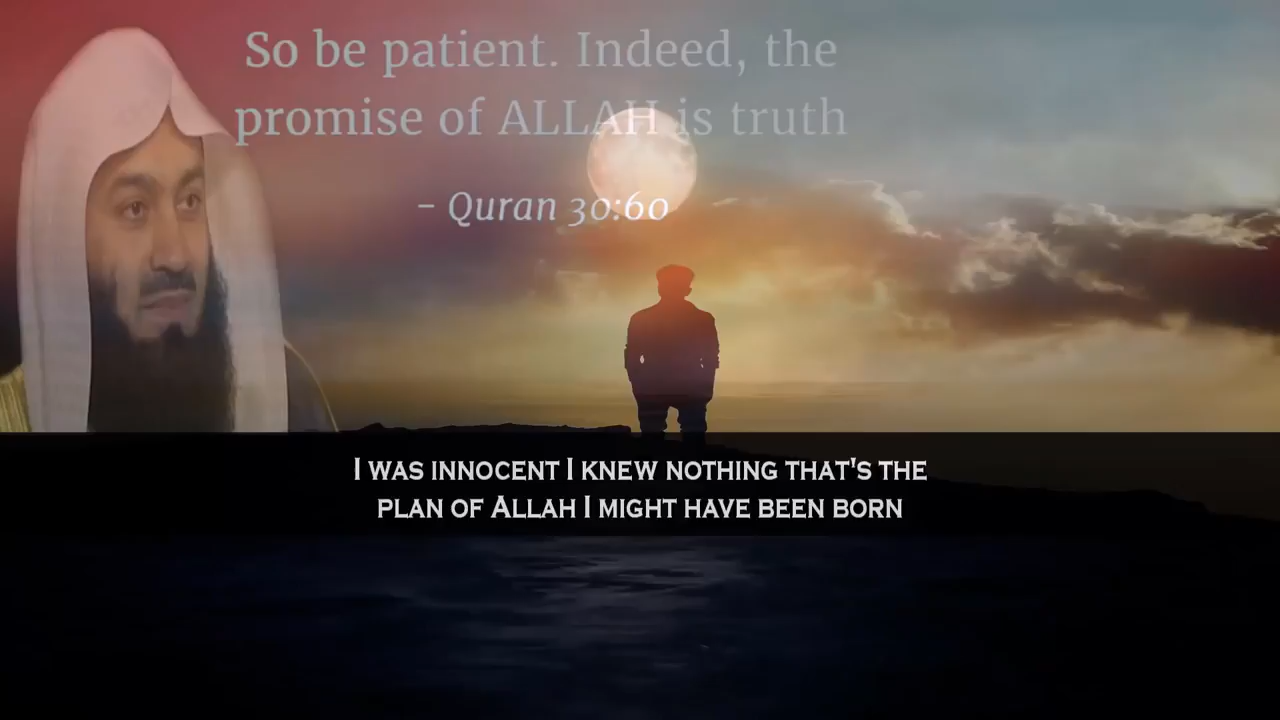 So be patient. Indeed, the
promise of ALLAH is truth
– Quran 30:60
I WAS INNOCENT I KNEW NOTHING THAT'S THE
PLAN OF ALLAH I MIGHT HAVE BEEN BORN